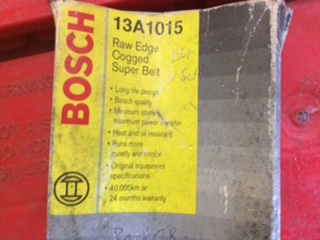 BOSCH
13A1015
Raw Edge
Cogged
Super Belt
• Long life design
• Bosch quality
• Minimum stretch
maximum power transfer
• Heat and oil resistant
• Runs more
quietly and cooler
• Original equipment
specifications
• 40,000km or
24 months warranty